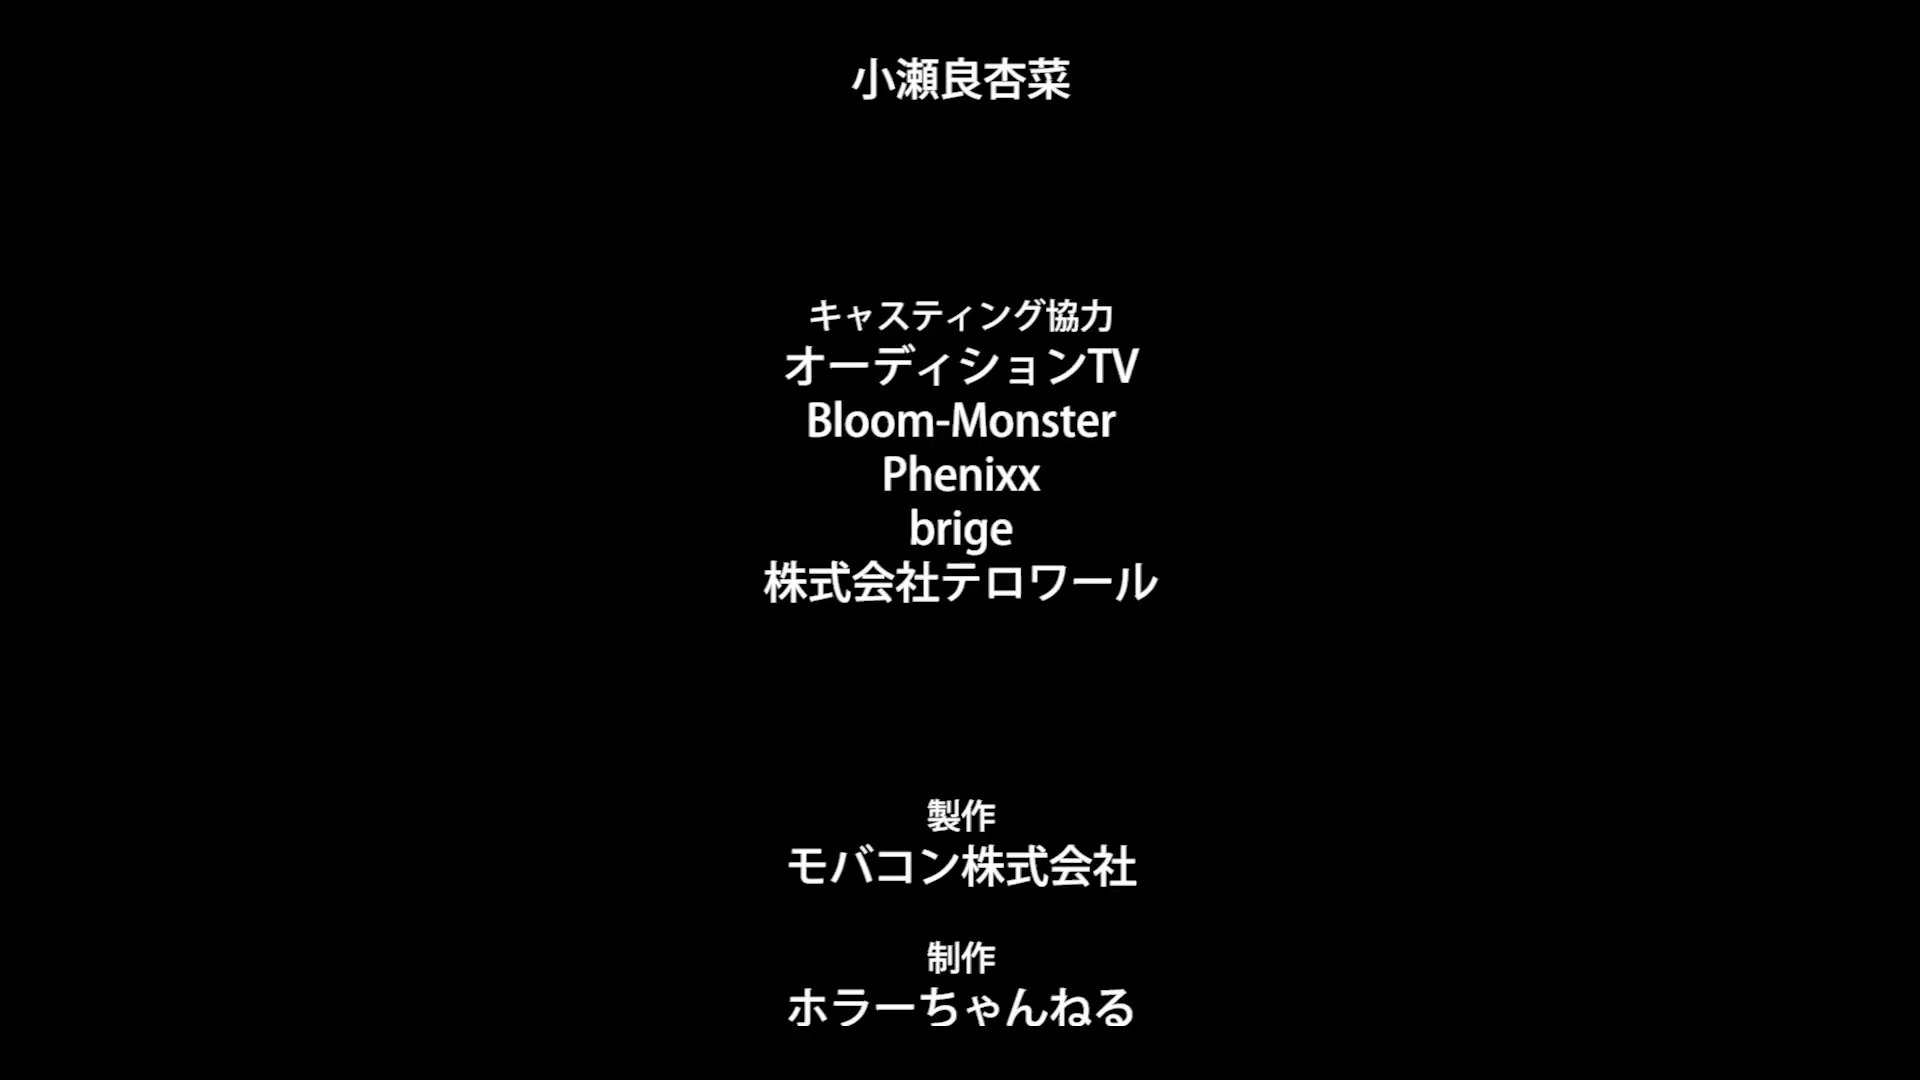 小瀬良杏菜
キャスティング協力
オーディションTV
Bloom-Monster
Phenixx
brige
株式会社テロワール
製作
モバコン株式会社
制作
ホラーちゃんねる